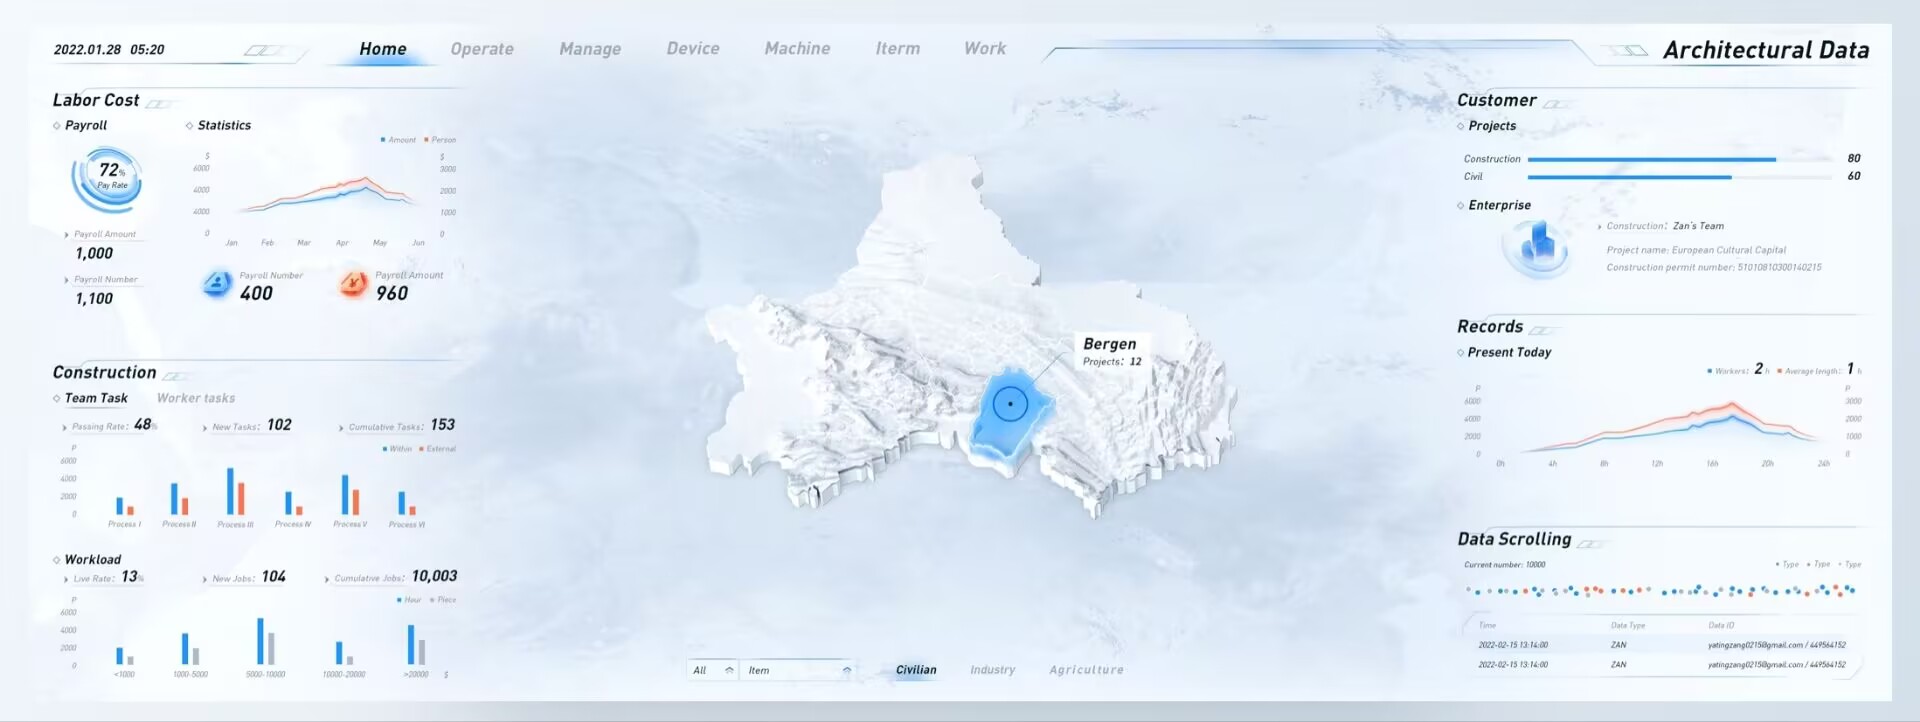 2022.01.28 05:20
Home Operate Manage Device Machine Iterm Work
Architectural Data
Labor Cost
Payroll
72%
Pay Rate
Payroll Amount
1,000
Payroll Number
1,100
Statistics
Amount Person
$ $
6000 3000
4000 2000
4000 1000
0 0
Jan Feb Mar Apr May Jun
Payroll Number
400
Payroll Amount
960
Construction
Team Task Worker tasks
Passing Rate: 48% New Tasks: 102 Cumulative Tasks: 153
Within External
P
6000
4000
2000
0
Process I Process II Process III Process IV Process V Process VI
Workload
Live Rate: 13% New Jobs: 104 Cumulative Jobs: 10,003
Hour Piece
P
6000
4000
2000
0
<1000 1000-5000 5000-10000 10000-20000 >20000 $
Bergen
Projects: 12
All Item Civilian Industry Agriculture
Customer
Projects
Construction 80
Civil 60
Enterprise
Construction: Zan's Team
Project name: European Cultural Capital
Construction permit number: 51010810300140215
Records
Present Today
Workers: 2 h Average length: 1 h
P P
6000 3000
4000 2000
2000 1000
0 0
0h 4h 8h 12h 16h 20h 24h
Data Scrolling
Current number: 10000
Type Type Type
Time Data Type Data ID
2022-02-15 13:14:00 ZAN yatingzang0215@gmail.com / 449564152
2022-02-15 13:14:00 ZAN yatingzang0215@gmail.com / 449564152